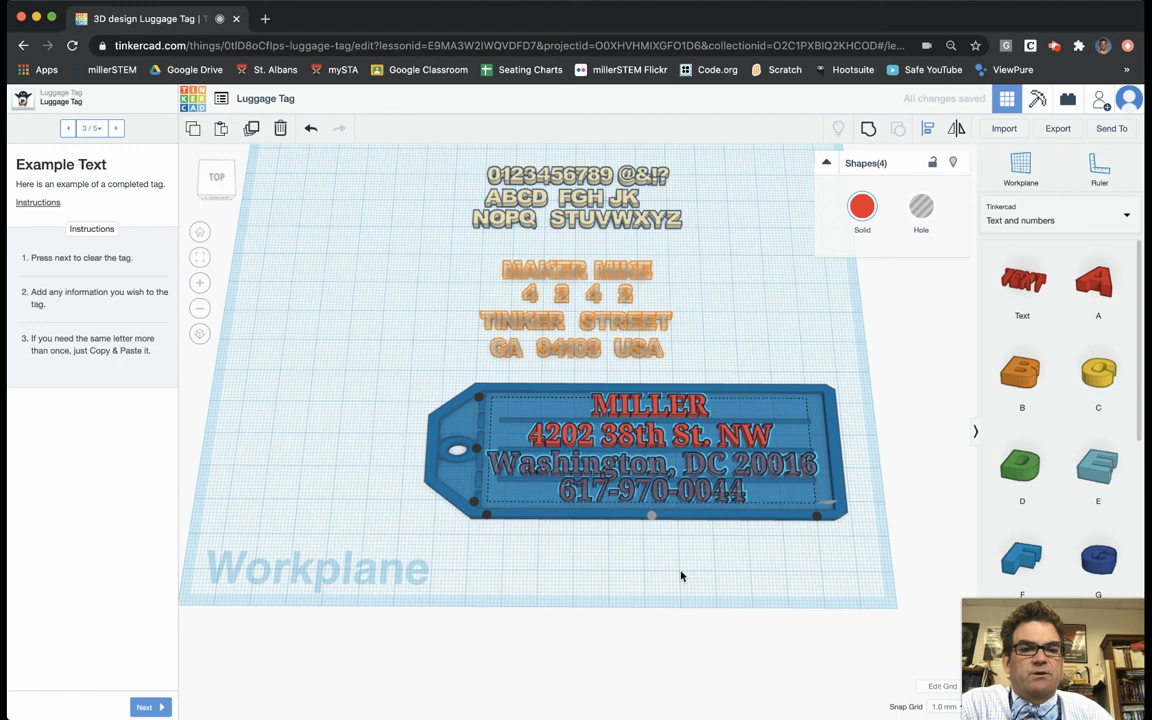 3D design Luggage Tag | T
tinkercad.com/things/0tlD8oCfIps-luggage-tag/edit?lessonid=E9MA3W2IWQVDFD7&projectid=O0XHVHMIXGFO1D6&collectionid=O2C1PXBIQ2KHCOD#/le...
Apps millerSTEM Google Drive St. Albans mySTA Google Classroom Seating Charts millerSTEM Flickr Code.org Scratch Hootsuite Safe YouTube ViewPure »
Luggage Tag
Luggage Tag
TINKERCAD
Luggage Tag
All changes saved
3 / 5
Import Export Send To
Example Text
Here is an example of a completed tag.
Instructions
Instructions
1. Press next to clear the tag.
2. Add any information you wish to the
tag.
3. If you need the same letter more
than once, just Copy & Paste it.
Next
TOP
0123456789 @&!?
ABCD FGH JK
NOPQ STUVWXYZ
MAKER MIKE
4 2 4 2
TINKER STREET
CA 94103 USA
MILLER
4202 38th St. NW
Washington, DC 20016
617-970-0044
Workplane
Shapes(4)
Solid Hole
Workplane Ruler
Tinkercad
Text and numbers
TEXT A
Text A
B C
B C
D E
D E
F G
F G
Edit Grid
Snap Grid 1.0 mm